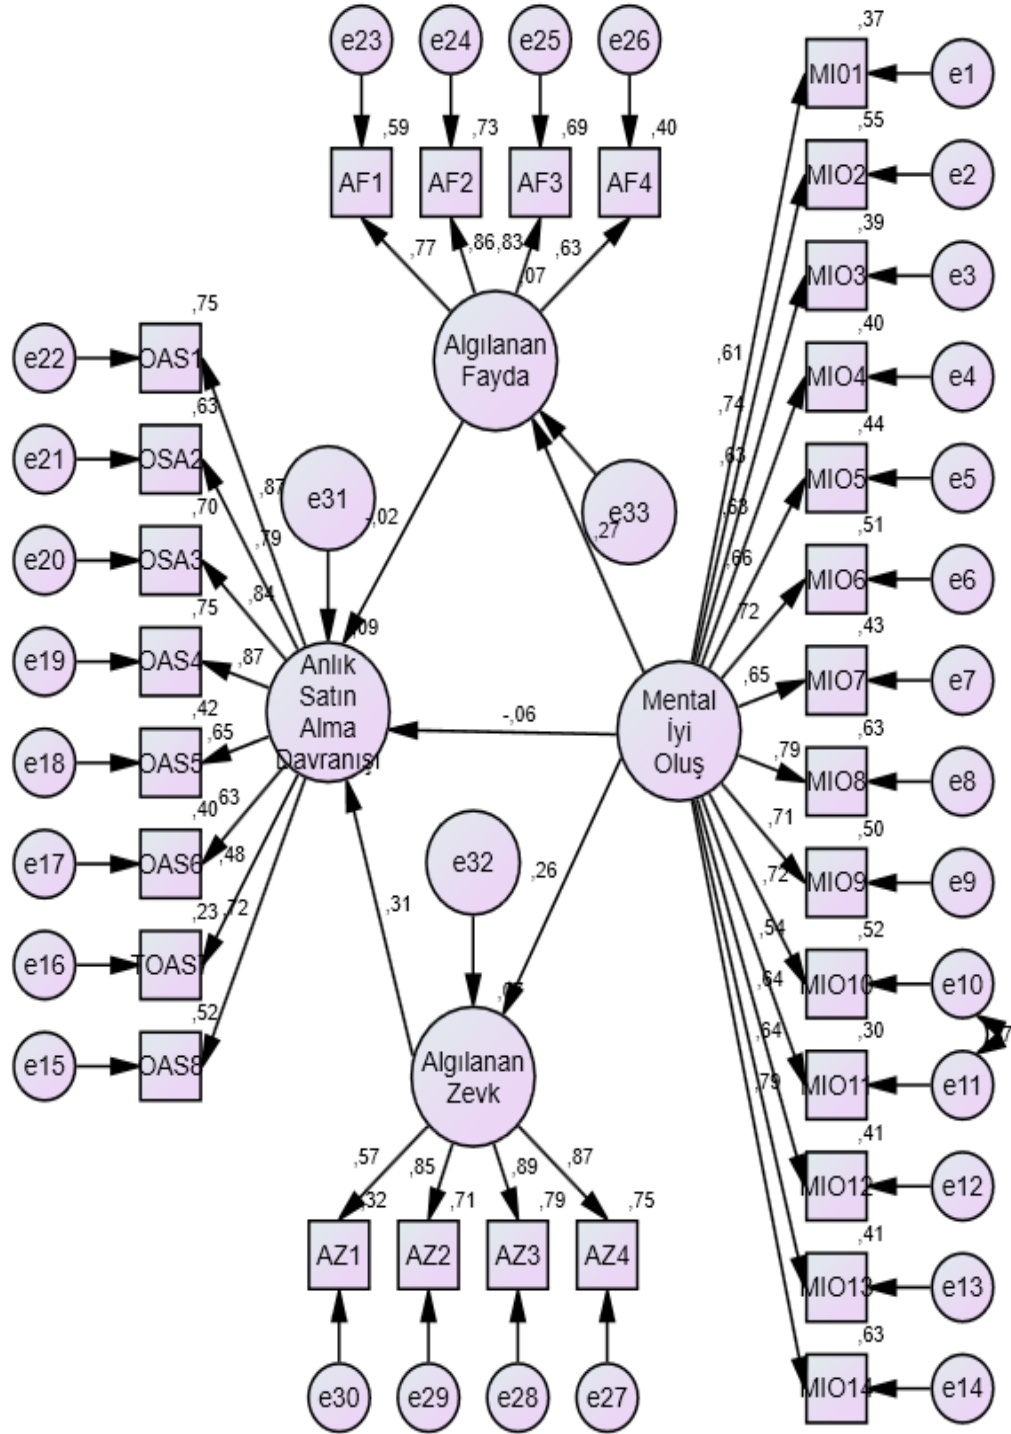 e23 e24 e25 e26
,59 ,73 ,69 ,40
AF1 AF2 AF3 AF4
,77 ,86 ,83 ,63
,07
Algılanan
Fayda
e33
,27
-,02
e31
,09
Anlık
Satın
Alma
Davranışı
-,06
Mental
İyi
Oluş
,26
,31
e32
Algılanan
Zevk
,57 ,85 ,89 ,87
,32 ,71 ,79 ,75
AZ1 AZ2 AZ3 AZ4
e30 e29 e28 e27
,75
e22 OAS1
,63
e21 OSA2
,70
e20 OSA3
,75
e19 OAS4
,42
e18 OAS5
,40
e17 OAS6
,23
e16 TOAS7
,52
e15 OAS8
,87
,79
,84
,87
,65
,63
,48
,72
,37
MI01 e1
,55
MIO2 e2
,39
MIO3 e3
,40
MIO4 e4
,44
MIO5 e5
,51
MIO6 e6
,43
MIO7 e7
,63
MIO8 e8
,50
MIO9 e9
,52
MIO10 e10
,30
MIO11 e11
,41
MIO12 e12
,41
MIO13 e13
,63
MIO14 e14
,61
,74
,63
,63
,66
,72
,65
,79
,71
,72
,54
,64
,64
,79